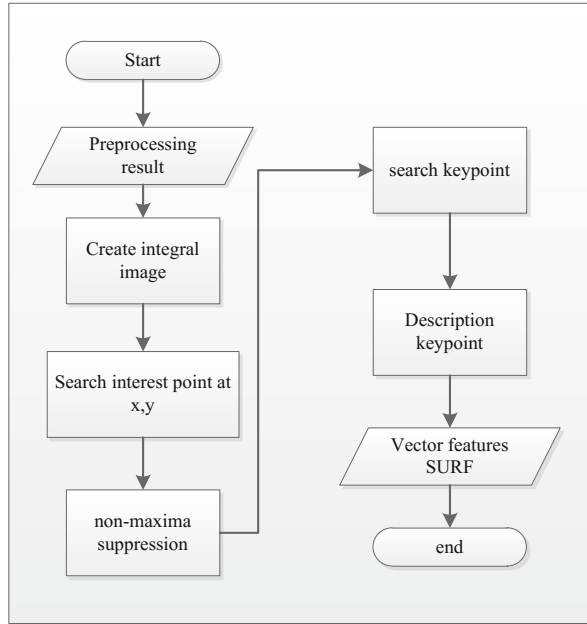 Start
Preprocessing
result
Create integral
image
Search interest point at
x,y
non-maxima
suppression
search keypoint
Description
keypoint
Vector features
SURF
end